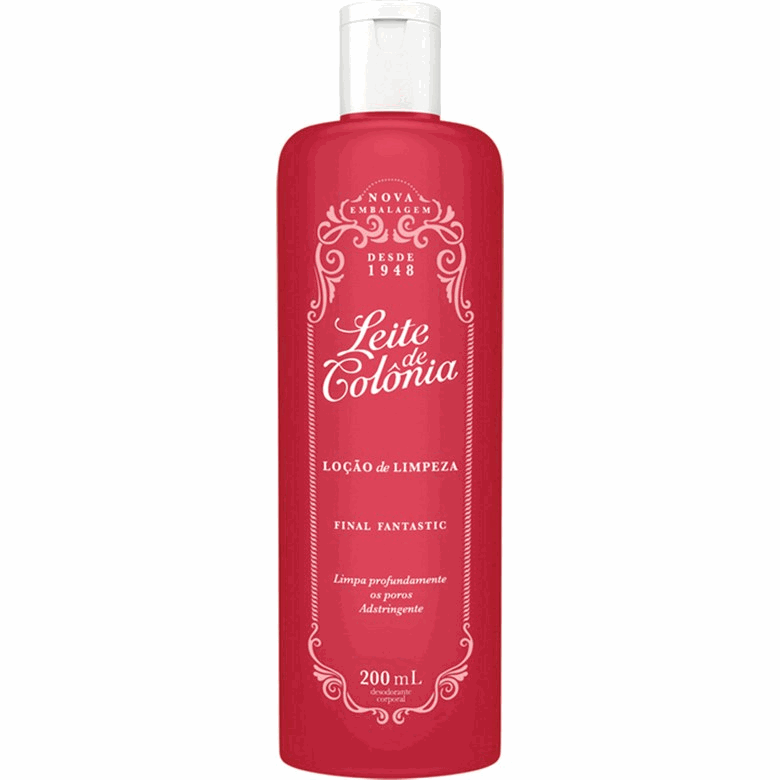 NOVA
EMBALAGEM
DESDE
1948
Leite
de
Colônia
LOÇÃO de LIMPEZA
FINAL FANTASTIC
Limpa profundamente
os poros
Adstringente
200 mL
desodorante
corporal